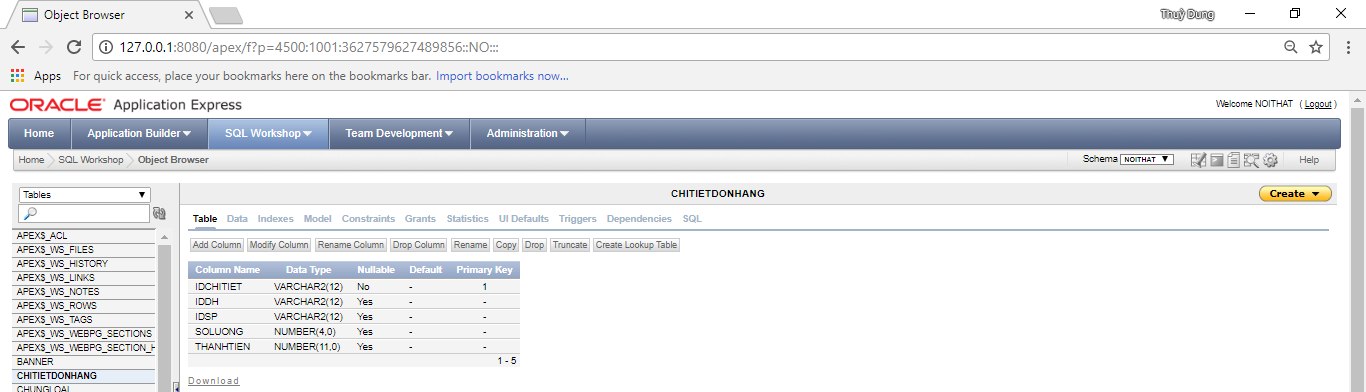 Object Browser
Thuỳ Dung
127.0.0.1:8080/apex/f?p=4500:1001:3627579627489856::NO:::
Apps For quick access, place your bookmarks here on the bookmarks bar. Import bookmarks now...
ORACLE Application Express
Welcome NOITHAT ( Logout )
Home Application Builder SQL Workshop Team Development Administration
Home SQL Workshop Object Browser
Schema NOITHAT Help
Tables
CHITIETDONHANG
Create
Table Data Indexes Model Constraints Grants Statistics UI Defaults Triggers Dependencies SQL
Add Column Modify Column Rename Column Drop Column Rename Copy Drop Truncate Create Lookup Table
APEX$_ACL
APEX$_WS_FILES
APEX$_WS_HISTORY
APEX$_WS_LINKS
APEX$_WS_NOTES
APEX$_WS_ROWS
APEX$_WS_TAGS
APEX$_WS_WEBPG_SECTIONS
APEX$_WS_WEBPG_SECTION_H
BANNER
CHITIETDONHANG
CHUNGLOAI
Column Name Data Type Nullable Default Primary Key
IDCHITIET VARCHAR2(12) No - 1
IDDH VARCHAR2(12) Yes - -
IDSP VARCHAR2(12) Yes - -
SOLUONG NUMBER(4,0) Yes - -
THANHTIEN NUMBER(11,0) Yes - -
1 - 5
Download